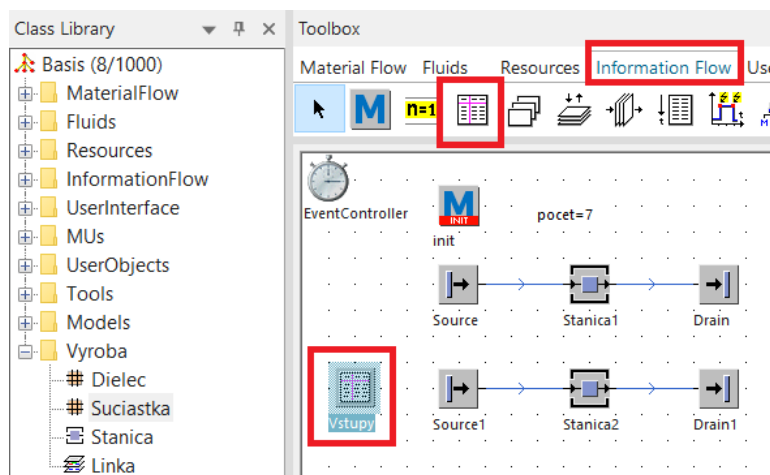 Class Library
Toolbox
Basis (8/1000)
MaterialFlow
Fluids
Resources
InformationFlow
UserInterface
MUs
UserObjects
Tools
Models
Vyroba
Dielec
Suciastka
Stanica
Linka
Material Flow Fluids Resources Information Flow Use
M n=1
EventController
M
INIT
init
pocet=7
Source Stanica1 Drain
Vstupy Source1 Stanica2 Drain1